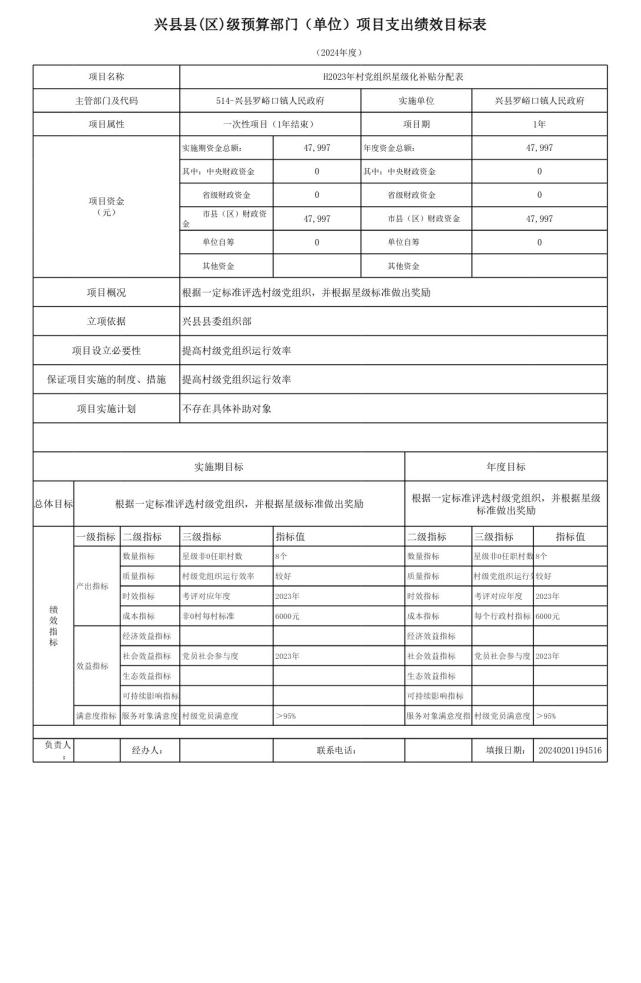 兴县县(区)级预算部门（单位）项目支出绩效目标表
（2024年度）
项目名称 H2023年村党组织星级化补贴分配表
主管部门及代码 514-兴县罗峪口镇人民政府 实施单位 兴县罗峪口镇人民政府
项目属性 一次性项目（1年结束） 项目期 1年
项目资金
（元）
实施期资金总额： 47,997 年度资金总额： 47,997
其中：中央财政资金 0 其中：中央财政资金 0
省级财政资金 0 省级财政资金 0
市县（区）财政资金 47,997 市县（区）财政资金 47,997
单位自筹 0 单位自筹 0
其他资金 其他资金
项目概况 根据一定标准评选村级党组织，并根据星级标准做出奖励
立项依据 兴县县委组织部
项目设立必要性 提高村级党组织运行效率
保证项目实施的制度、措施 提高村级党组织运行效率
项目实施计划 不存在具体补助对象
实施期目标 年度目标
总体目标 根据一定标准评选村级党组织，并根据星级标准做出奖励 根据一定标准评选村级党组织，并根据星级
标准做出奖励
绩效指标
一级指标 二级指标 三级指标 指标值 二级指标 三级指标 指标值
产出指标
数量指标 星级非0任职村数 8个 数量指标 星级非0任职村数 8个
质量指标 村级党组织运行效率 较好 质量指标 村级党组织运行 较好
时效指标 考评对应年度 2023年 时效指标 考评对应年度 2023年
成本指标 非0村每村标准 6000元 成本指标 每个行政村指标 6000元
效益指标
经济效益指标 经济效益指标
社会效益指标 党员社会参与度 2023年 社会效益指标 党员社会参与度 2023年
生态效益指标 生态效益指标
可持续影响指标 可持续影响指标
满意度指标 服务对象满意度 村级党员满意度 ＞95% 服务对象满意度指 村级党员满意度 ＞95%
负责人： 经办人： 联系电话： 填报日期： 20240201194516